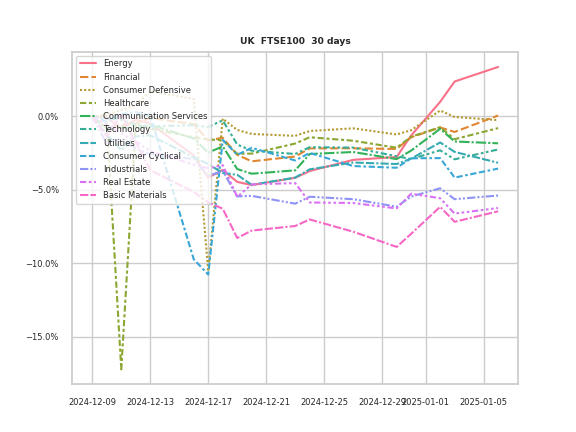 UK  FTSE100  30 days
Energy
Financial
Consumer Defensive
Healthcare
Communication Services
Technology
Utilities
Consumer Cyclical
Industrials
Real Estate
Basic Materials
0.0%
−5.0%
−10.0%
−15.0%
2024-12-09 2024-12-13 2024-12-17 2024-12-21 2024-12-25 2024-12-29 2025-01-01 2025-01-05